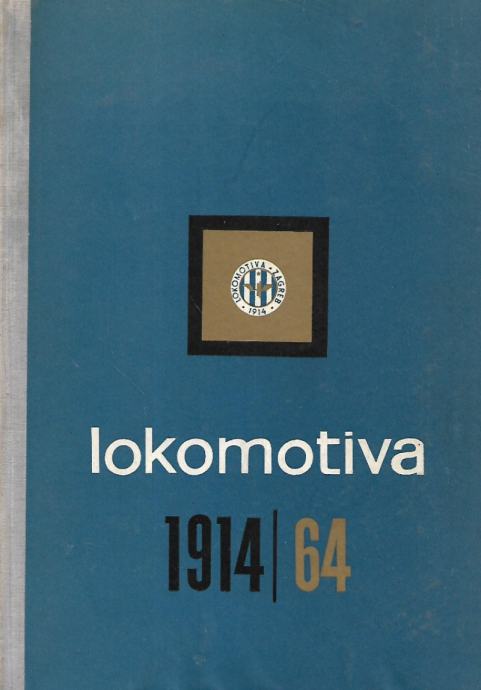 LOKOMOTIVA • ZAGREB
• 1914 •
lokomotiva
1914|64